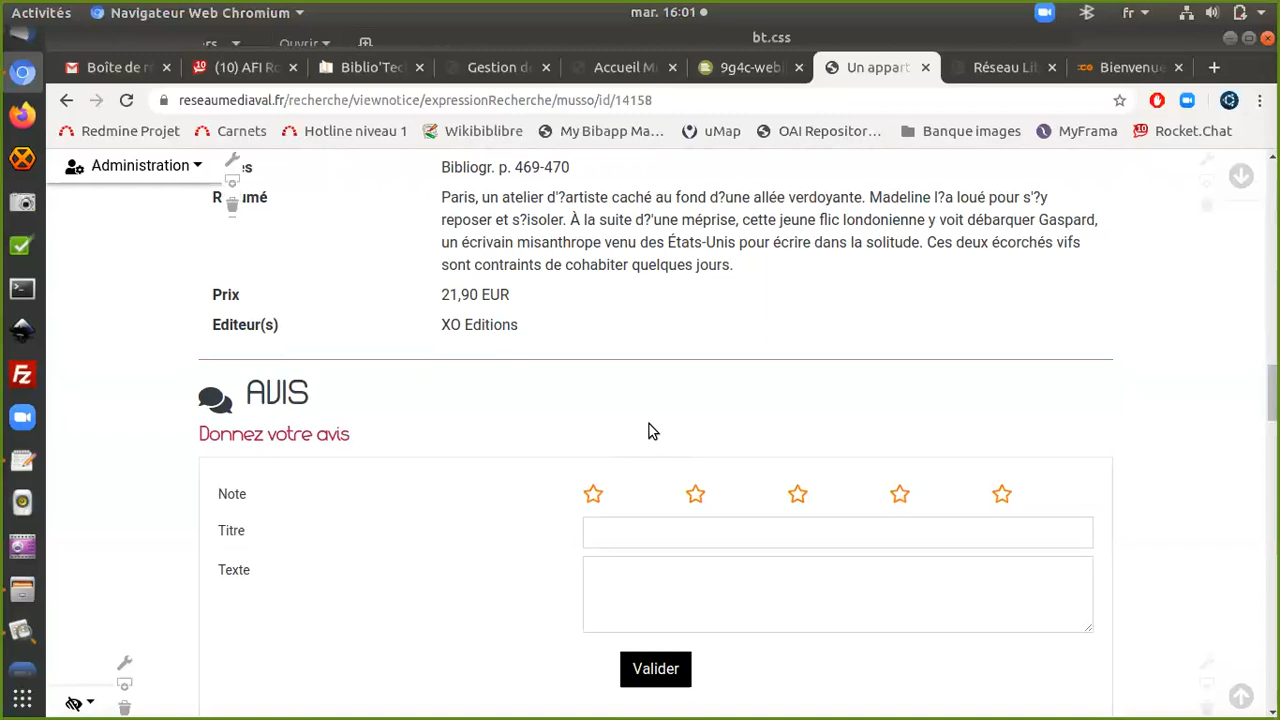 Activités
Navigateur Web Chromium
mar. 16:01
fr
Ouvrir
bt.css
Boîte de r
(10) AFI Ro
Biblio'Tec
Gestion de
Accueil M
9g4c-web
Un appart
Réseau Lit
Bienvenue
reseaumediaval.fr/recherche/viewnotice/expressionRecherche/musso/id/14158
Redmine Projet
Carnets
Hotline niveau 1
Wikibiblibre
My Bibapp Ma...
uMap
OAI Repositor...
Banque images
MyFrama
Rocket.Chat
Administration
es
Bibliogr. p. 469-470
R umé
Paris, un atelier d?artiste caché au fond d?une allée verdoyante. Madeline l?a loué pour s'?y
reposer et s?isoler. À la suite d?'une méprise, cette jeune flic londonienne y voit débarquer Gaspard,
un écrivain misanthrope venu des États-Unis pour écrire dans la solitude. Ces deux écorchés vifs
sont contraints de cohabiter quelques jours.
Prix
21,90 EUR
Editeur(s)
XO Editions
AVIS
Donnez votre avis
Note
Titre
Texte
Valider